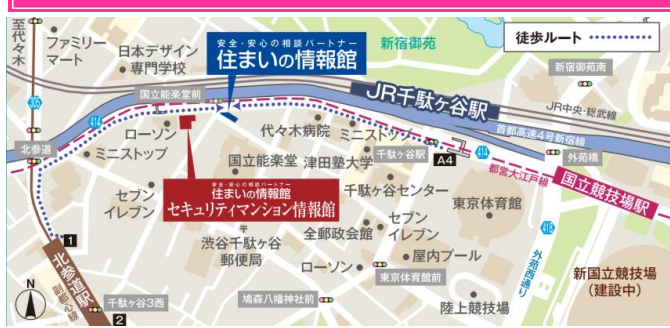 至代々木
ファミリー
マート
日本デザイン
専門学校
安全・安心の相談パートナー
住まいの情報館
新宿御苑
徒歩ルート
新宿御苑南
国立能楽堂前
JR千駄ヶ谷駅
JR中央・総武線
首都高速4号新宿線
305
414
北参道
ローソン
ミニストップ
代々木病院
ミニストップ
A4
414
外苑橋
国立能楽堂
津田塾大学
千駄ヶ谷駅
都営大江戸線
国立競技場駅
安全・安心の相談パートナー
住まいの情報館
セキュリティマンション情報館
セブン
イレブン
千駄ヶ谷センター
東京体育館
418
外苑西通り
1
北参道駅
副都心線
渋谷千駄ヶ谷
郵便局
全郵政会館
セブン
イレブン
屋内プール
ローソン
東京体育館前
新国立競技場
(建設中)
N
2
千駄ヶ谷3西
鳩森八幡神社前
陸上競技場